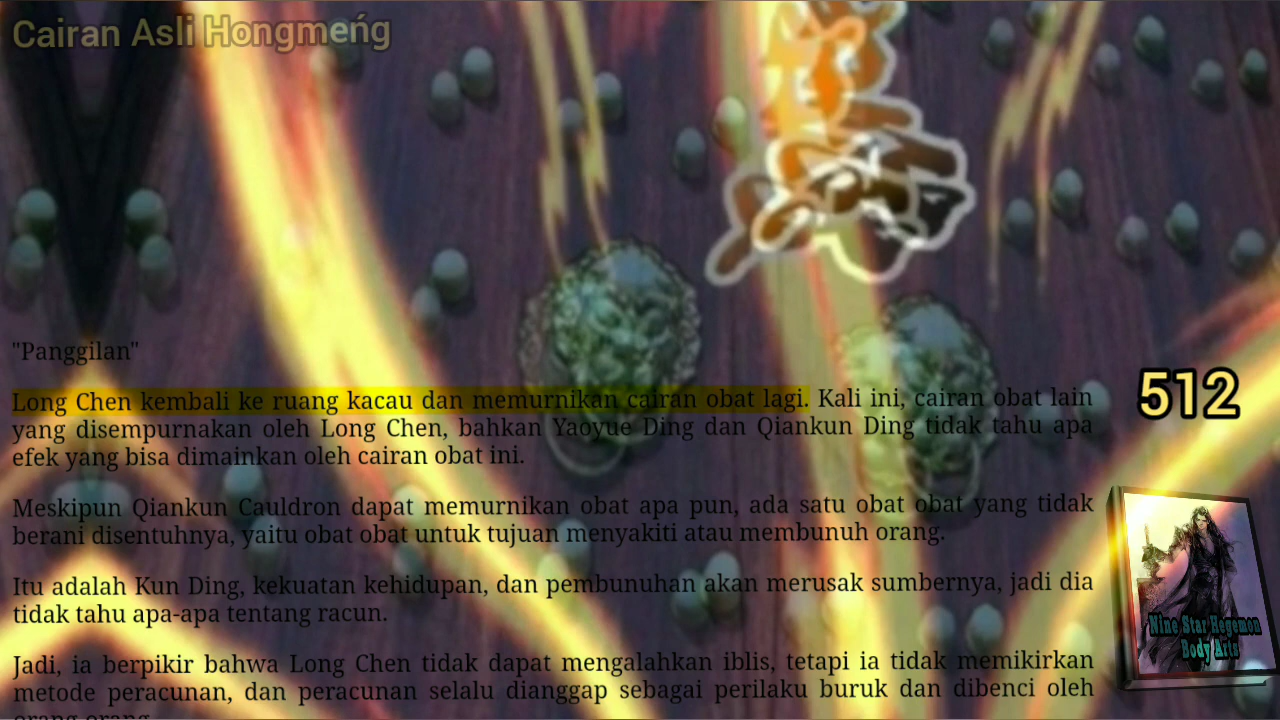 Cairan Asli Hongmeńg
"Panggilan"
Long Chen kembali ke ruang kacau dan memurnikan cairan obat lagi. Kali ini, cairan obat lain
yang disempurnakan oleh Long Chen, bahkan Yaoyue Ding dan Qiankun Ding tidak tahu apa
efek yang bisa dimainkan oleh cairan obat ini.
512
Meskipun Qiankun Cauldron dapat memurnikan obat apa pun, ada satu obat obat yang tidak
berani disentuhnya, yaitu obat obat untuk tujuan menyakiti atau membunuh orang.
Itu adalah Kun Ding, kekuatan kehidupan, dan pembunuhan akan merusak sumbernya, jadi dia
tidak tahu apa-apa tentang racun.
Nine Star Hegemon
Body Arts
Jadi, ia berpikir bahwa Long Chen tidak dapat mengalahkan iblis, tetapi ia tidak memikirkan
metode peracunan, dan peracunan selalu dianggap sebagai perilaku buruk dan dibenci oleh
orang-orang.